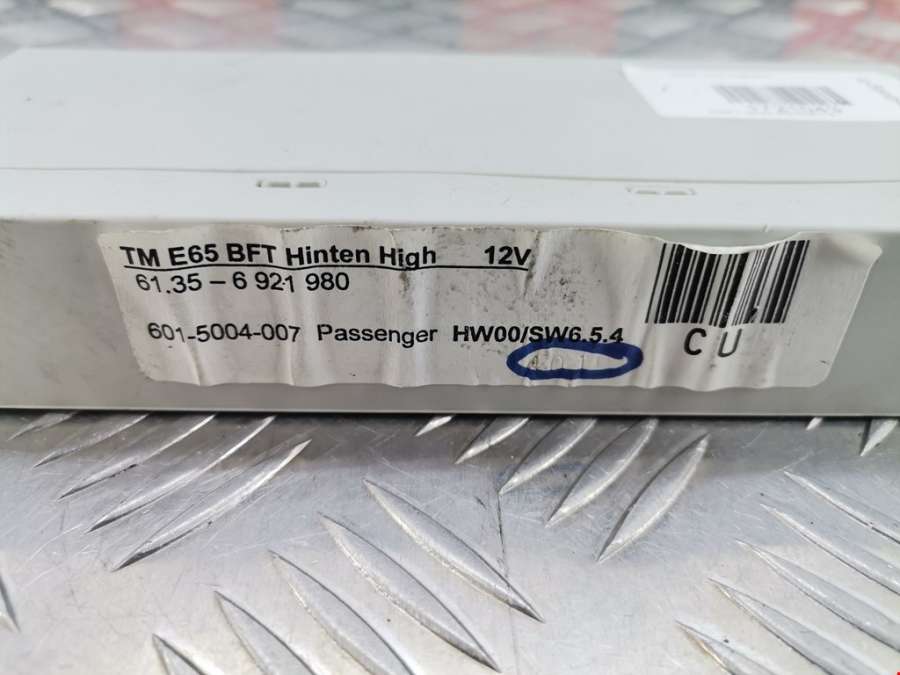 TM E65 BFT Hinten High 12V
61.35 - 6 921 980
601-5004-007 Passenger HW00/SW6.5.4
CU